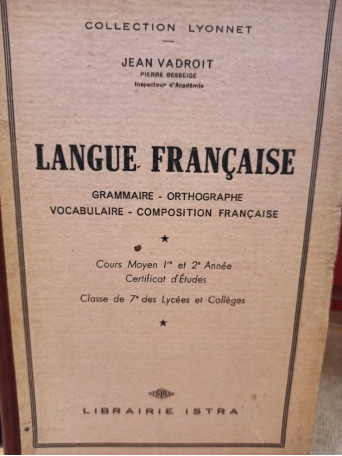 COLLECTION LYONNET
JEAN VADROIT
PIERRE BESSEIGE
Inspecteur d'Académie
LANGUE FRANÇAISE
GRAMMAIRE - ORTHOGRAPHE
VOCABULAIRE - COMPOSITION FRANÇAISE
Cours Moyen 1re et 2e Année
Certificat d'Études
Classe de 7e des Lycées et Collèges
ISTRA
LIBRAIRIE ISTRA